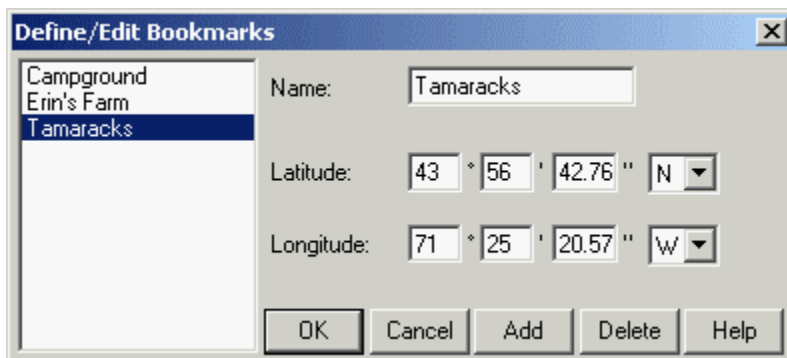 Define/Edit Bookmarks
Campground
Erin's Farm
Tamaracks
Name: Tamaracks
Latitude: 43 ° 56 ' 42.76 " N
Longitude: 71 ° 25 ' 20.57 " W
OK Cancel Add Delete Help